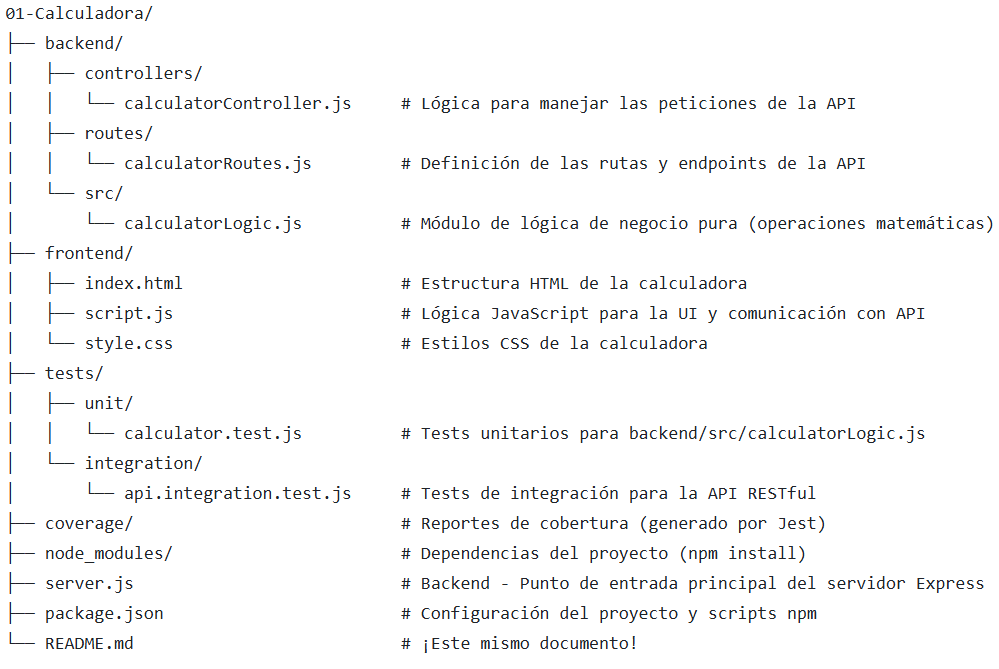 01-Calculadora/
├── backend/
│   ├── controllers/
│   │   └── calculatorController.js     # Lógica para manejar las peticiones de la API
│   ├── routes/
│   │   └── calculatorRoutes.js         # Definición de las rutas y endpoints de la API
│   └── src/
│       └── calculatorLogic.js          # Módulo de lógica de negocio pura (operaciones matemáticas)
├── frontend/
│   ├── index.html                      # Estructura HTML de la calculadora
│   ├── script.js                       # Lógica JavaScript para la UI y comunicación con API
│   └── style.css                       # Estilos CSS de la calculadora
├── tests/
│   ├── unit/
│   │   └── calculator.test.js          # Tests unitarios para backend/src/calculatorLogic.js
│   └── integration/
│       └── api.integration.test.js     # Tests de integración para la API RESTful
├── coverage/                           # Reportes de cobertura (generado por Jest)
├── node_modules/                       # Dependencias del proyecto (npm install)
├── server.js                           # Backend - Punto de entrada principal del servidor Express
├── package.json                        # Configuración del proyecto y scripts npm
└── README.md                           # ¡Este mismo documento!